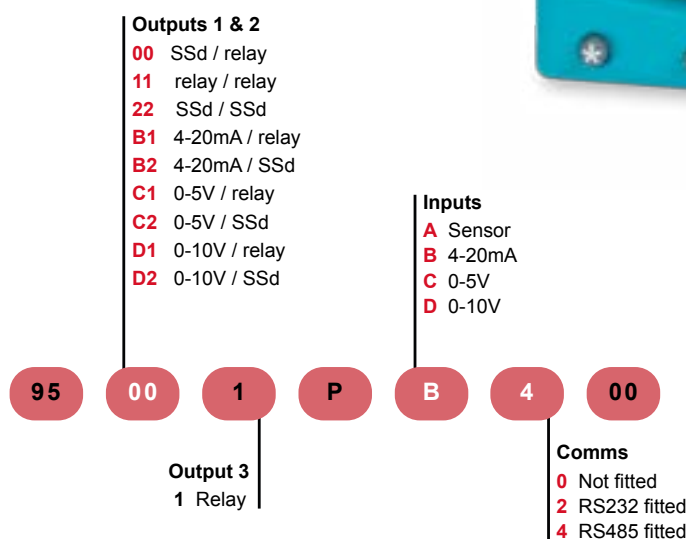 Outputs 1 & 2
00 SSd / relay
11 relay / relay
22 SSd / SSd
B1 4-20mA / relay
B2 4-20mA / SSd
C1 0-5V / relay
C2 0-5V / SSd
D1 0-10V / relay
D2 0-10V / SSd
Inputs
A Sensor
B 4-20mA
C 0-5V
D 0-10V
95 00 1 P B 4 00
Output 3
1 Relay
Comms
0 Not fitted
2 RS232 fitted
4 RS485 fitted